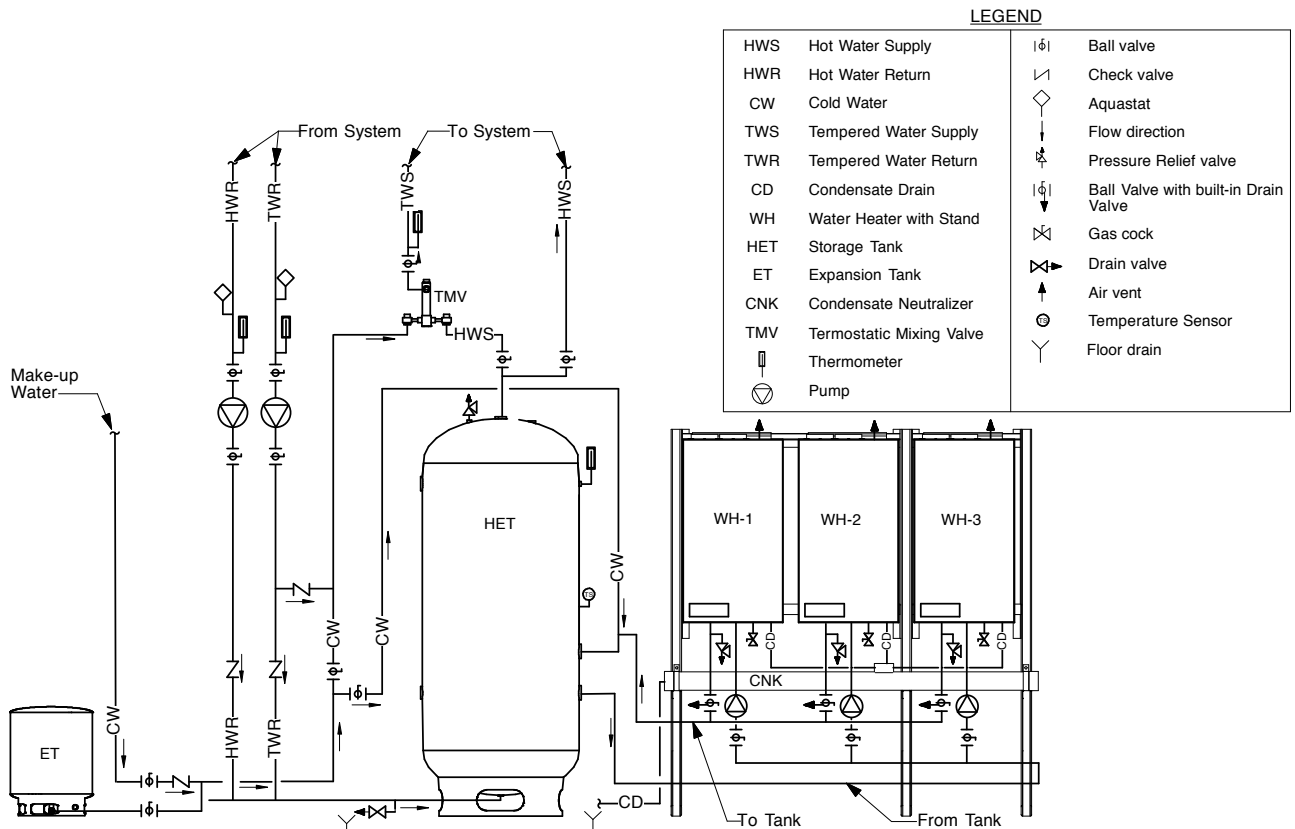 LEGEND
HWS Hot Water Supply
HWR Hot Water Return
CW Cold Water
TWS Tempered Water Supply
TWR Tempered Water Return
CD Condensate Drain
WH Water Heater with Stand
HET Storage Tank
ET Expansion Tank
CNK Condensate Neutralizer
TMV Termostatic Mixing Valve
Thermometer
Pump
Ball valve
Check valve
Aquastat
Flow direction
Pressure Relief valve
Ball Valve with built-in Drain
Valve
Gas cock
Drain valve
Air vent
TS Temperature Sensor
Floor drain
From System
To System
HWR
TWR
TWS
HWS
TMV
HWS
Make-up
Water
HET
WH-1
WH-2
WH-3
CW
TS
CW
CW
CD
CD
CD
CNK
CW
HWR
TWR
ET
CD
To Tank
From Tank